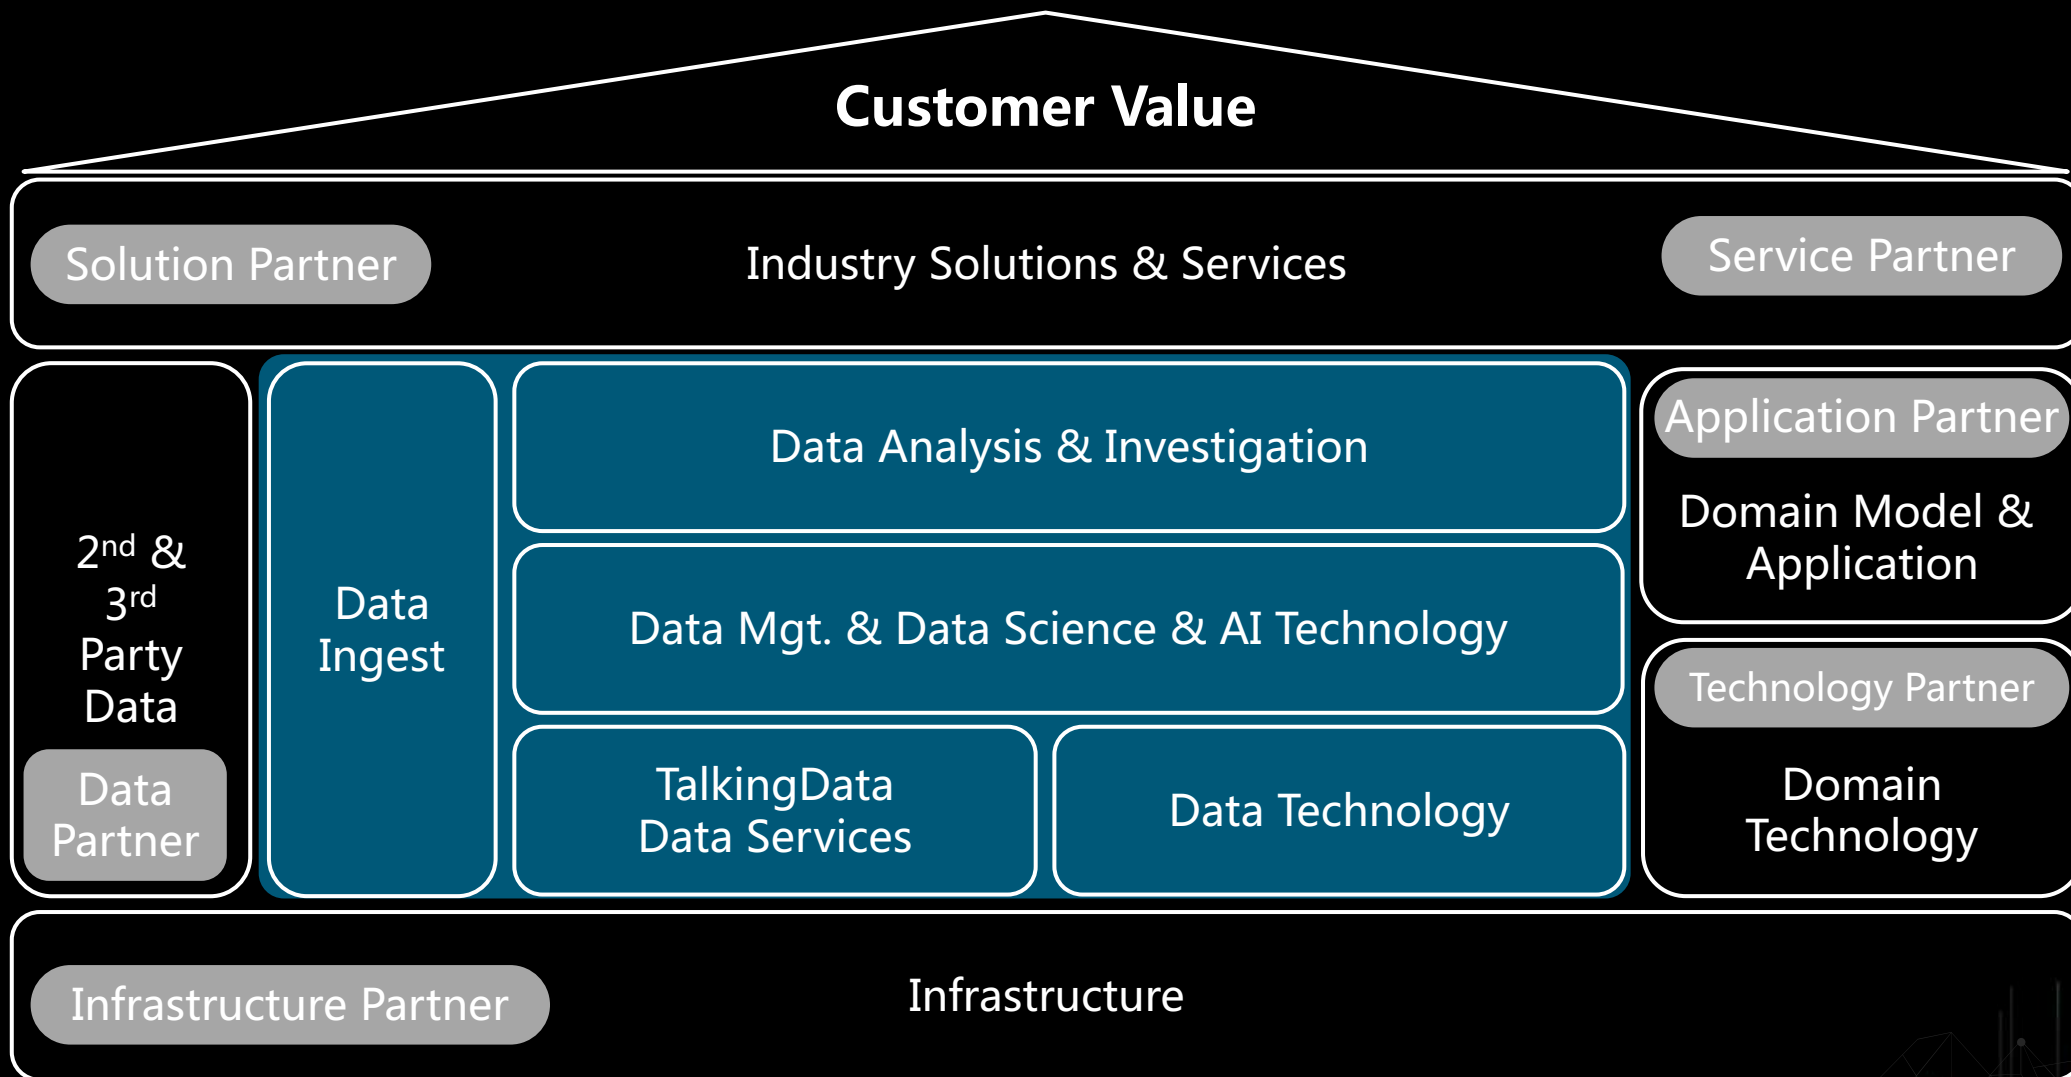 Customer Value
Solution Partner
Industry Solutions & Services
Service Partner
2nd &
3rd
Party
Data
Data
Partner
Data
Ingest
Data Analysis & Investigation
Data Mgt. & Data Science & AI Technology
TalkingData
Data Services
Data Technology
Application Partner
Domain Model &
Application
Technology Partner
Domain
Technology
Infrastructure Partner
Infrastructure